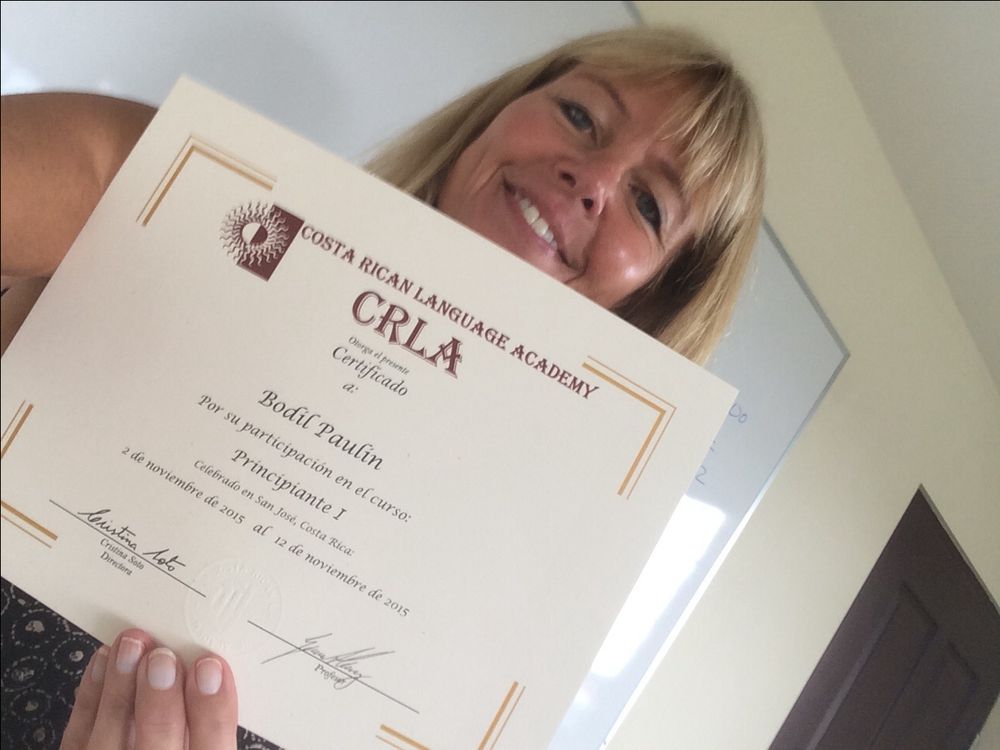 COSTA RICAN LANGUAGE ACADEMY
CRLA
Otorga el presente
Certificado
a:
Bodil Paulin
Por su participación en el curso:
Principiante I
Celebrado en San José, Costa Rica:
2 de noviembre de 2015 al 12 de noviembre de 2015
Cristina Soto
Cristina Soto
Directora
Profesor